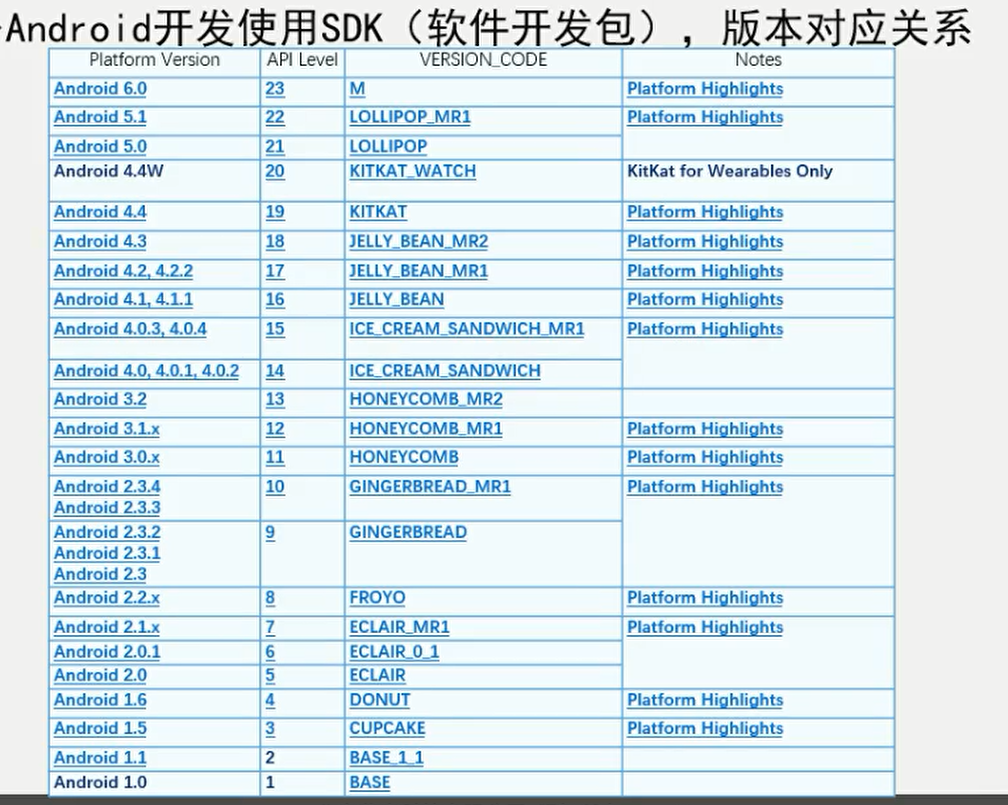 Android开发使用SDK（软件开发包），版本对应关系
Platform Version API Level VERSION_CODE Notes
Android 6.0 23 M Platform Highlights
Android 5.1 22 LOLLIPOP_MR1 Platform Highlights
Android 5.0 21 LOLLIPOP
Android 4.4W 20 KITKAT_WATCH KitKat for Wearables Only
Android 4.4 19 KITKAT Platform Highlights
Android 4.3 18 JELLY_BEAN_MR2 Platform Highlights
Android 4.2, 4.2.2 17 JELLY_BEAN_MR1 Platform Highlights
Android 4.1, 4.1.1 16 JELLY_BEAN Platform Highlights
Android 4.0.3, 4.0.4 15 ICE_CREAM_SANDWICH_MR1 Platform Highlights
Android 4.0, 4.0.1, 4.0.2 14 ICE_CREAM_SANDWICH
Android 3.2 13 HONEYCOMB_MR2
Android 3.1.x 12 HONEYCOMB_MR1 Platform Highlights
Android 3.0.x 11 HONEYCOMB Platform Highlights
Android 2.3.4 10 GINGERBREAD_MR1 Platform Highlights
Android 2.3.3
Android 2.3.2 9 GINGERBREAD
Android 2.3.1
Android 2.3
Android 2.2.x 8 FROYO Platform Highlights
Android 2.1.x 7 ECLAIR_MR1 Platform Highlights
Android 2.0.1 6 ECLAIR_0_1
Android 2.0 5 ECLAIR
Android 1.6 4 DONUT Platform Highlights
Android 1.5 3 CUPCAKE Platform Highlights
Android 1.1 2 BASE_1_1
Android 1.0 1 BASE